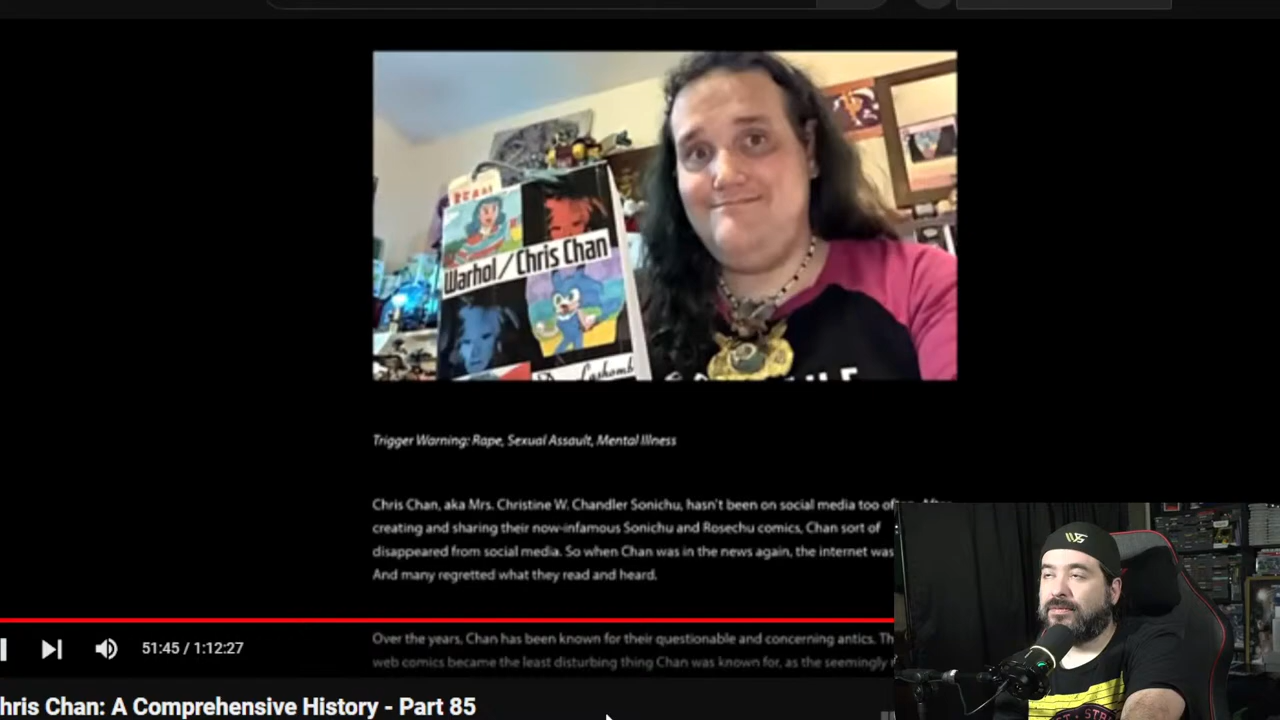 Warhol/Chris Chan
Lashomb
Trigger Warning: Rape, Sexual Assault, Mental Illness
Chris Chan, aka Mrs. Christine W. Chandler Sonichu, hasn't been on social media too
creating and sharing their now-infamous Sonichu and Rosechu comics, Chan sort of
disappeared from social media. So when Chan was in the news again, the internet was
And many regretted what they read and heard.
Over the years, Chan has been known for their questionable and concerning antics.
web comics became the least disturbing thing Chan was known for, as the seemingly
51:45 / 1:12:27
hris Chan: A Comprehensive History - Part 85